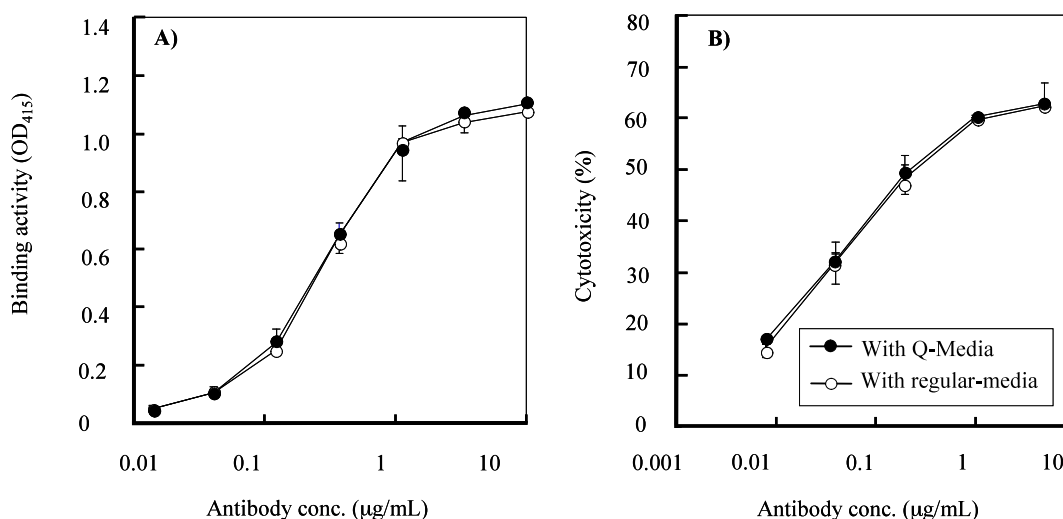 A)
1.4
1.2
1.0
0.8
0.6
0.4
0.2
0
Binding activity (OD415)
0.01 0.1 1 10
Antibody conc. (μg/mL)
B)
80
70
60
50
40
30
20
10
0
Cytotoxicity (%)
With Q-Media
With regular-media
0.001 0.01 0.1 1 10
Antibody conc. (μg/mL)